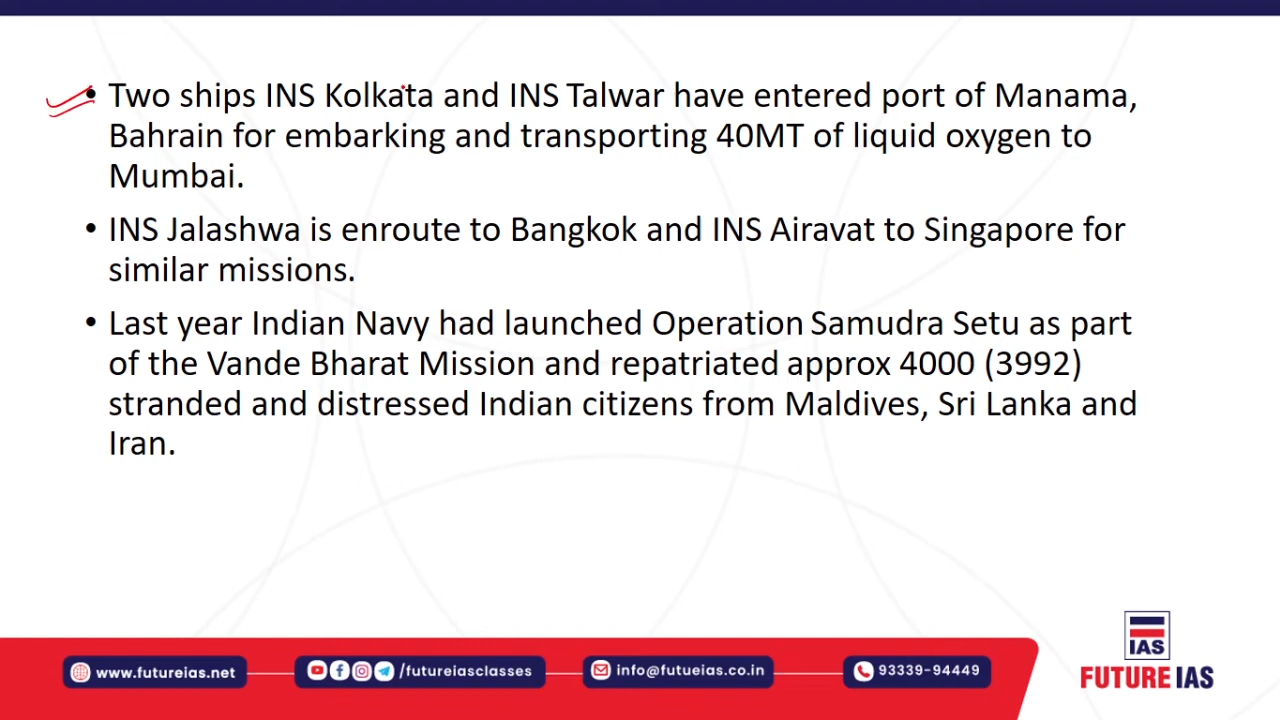 • Two ships INS Kolkata and INS Talwar have entered port of Manama,
Bahrain for embarking and transporting 40MT of liquid oxygen to
Mumbai.
• INS Jalashwa is enroute to Bangkok and INS Airavat to Singapore for
similar missions.
• Last year Indian Navy had launched Operation Samudra Setu as part
of the Vande Bharat Mission and repatriated approx 4000 (3992)
stranded and distressed Indian citizens from Maldives, Sri Lanka and
Iran.
IAS
FUTURE IAS
www.futureias.net
/futureiasclasses
info@futueias.co.in
93339-94449